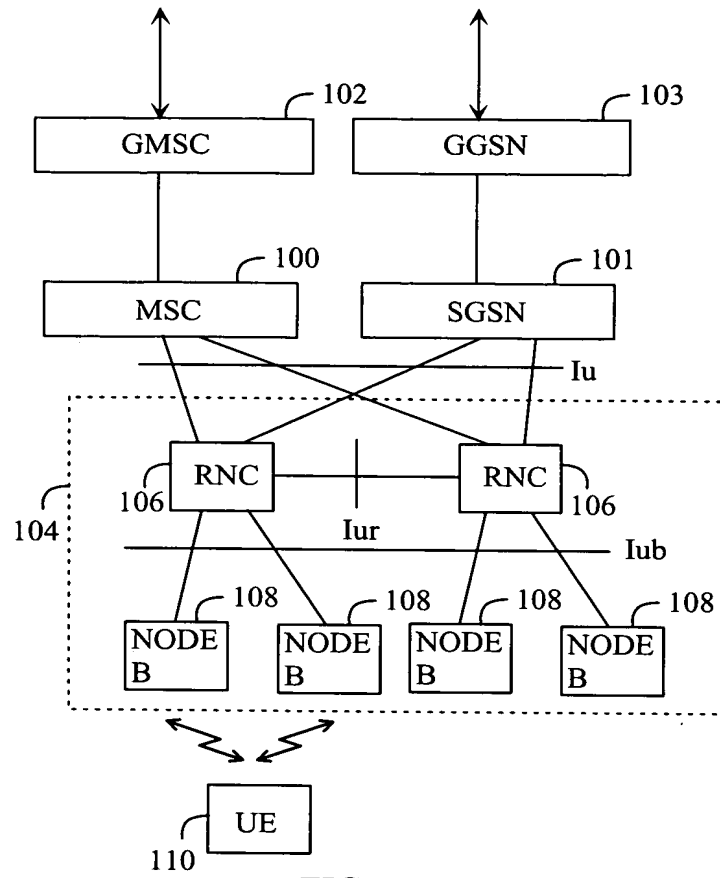 102
103
GMSC
GGSN
100
101
MSC
SGSN
Iu
RNC
RNC
106
106
104
Iur
Iub
108
108
108
108
NODE
B
NODE
B
NODE
B
NODE
B
UE
110